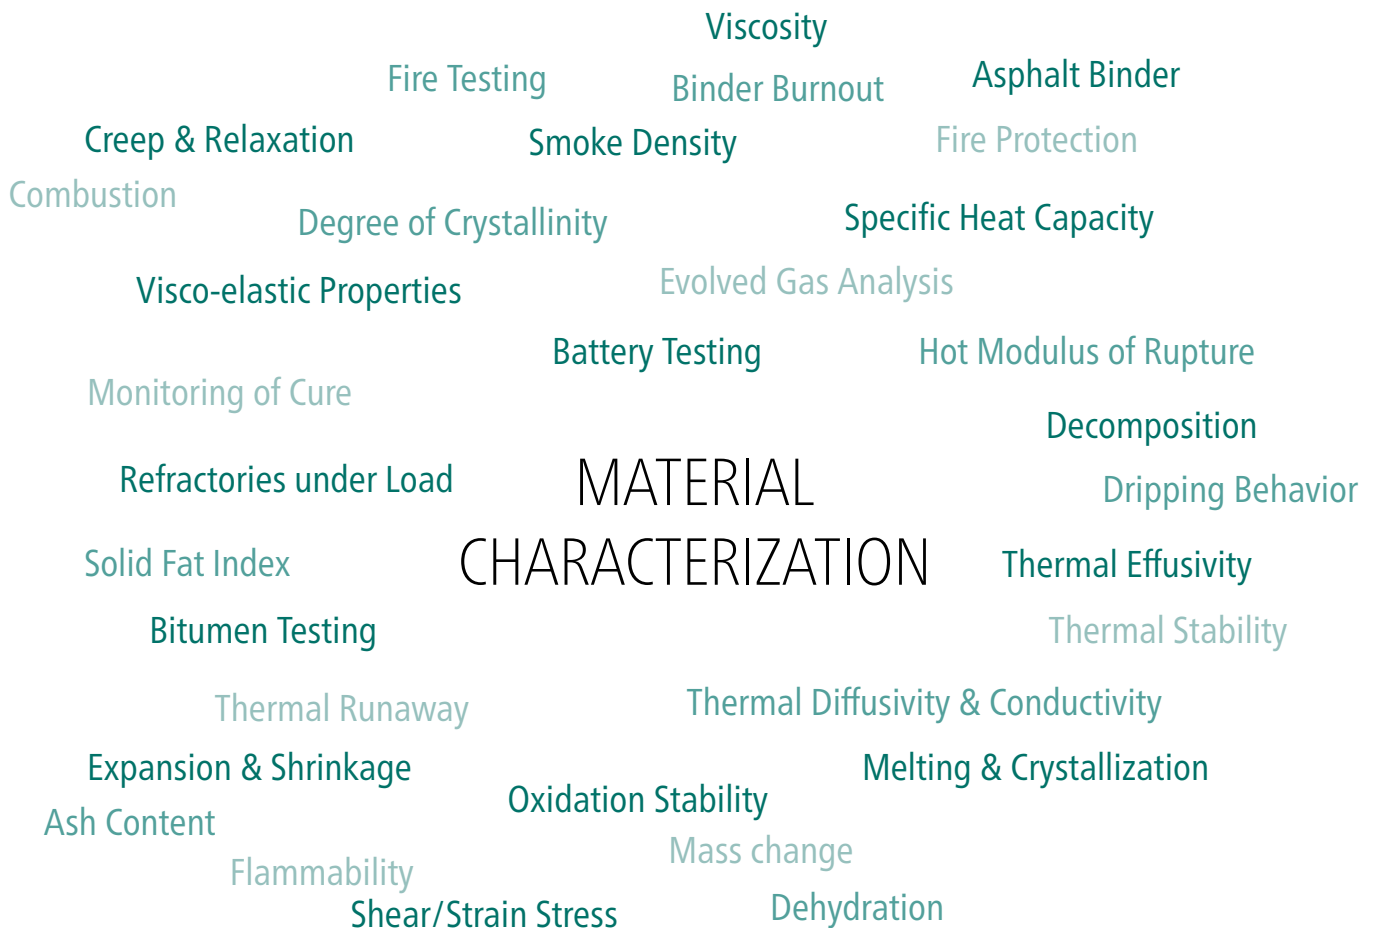 Viscosity
Fire Testing
Binder Burnout
Asphalt Binder
Creep & Relaxation
Smoke Density
Fire Protection
Combustion
Degree of Crystallinity
Specific Heat Capacity
Visco-elastic Properties
Evolved Gas Analysis
Battery Testing
Hot Modulus of Rupture
Monitoring of Cure
Decomposition
Refractories under Load
MATERIAL
Dripping Behavior
Solid Fat Index
CHARACTERIZATION
Thermal Effusivity
Bitumen Testing
Thermal Stability
Thermal Runaway
Thermal Diffusivity & Conductivity
Expansion & Shrinkage
Melting & Crystallization
Oxidation Stability
Ash Content
Mass change
Flammability
Shear/Strain Stress
Dehydration